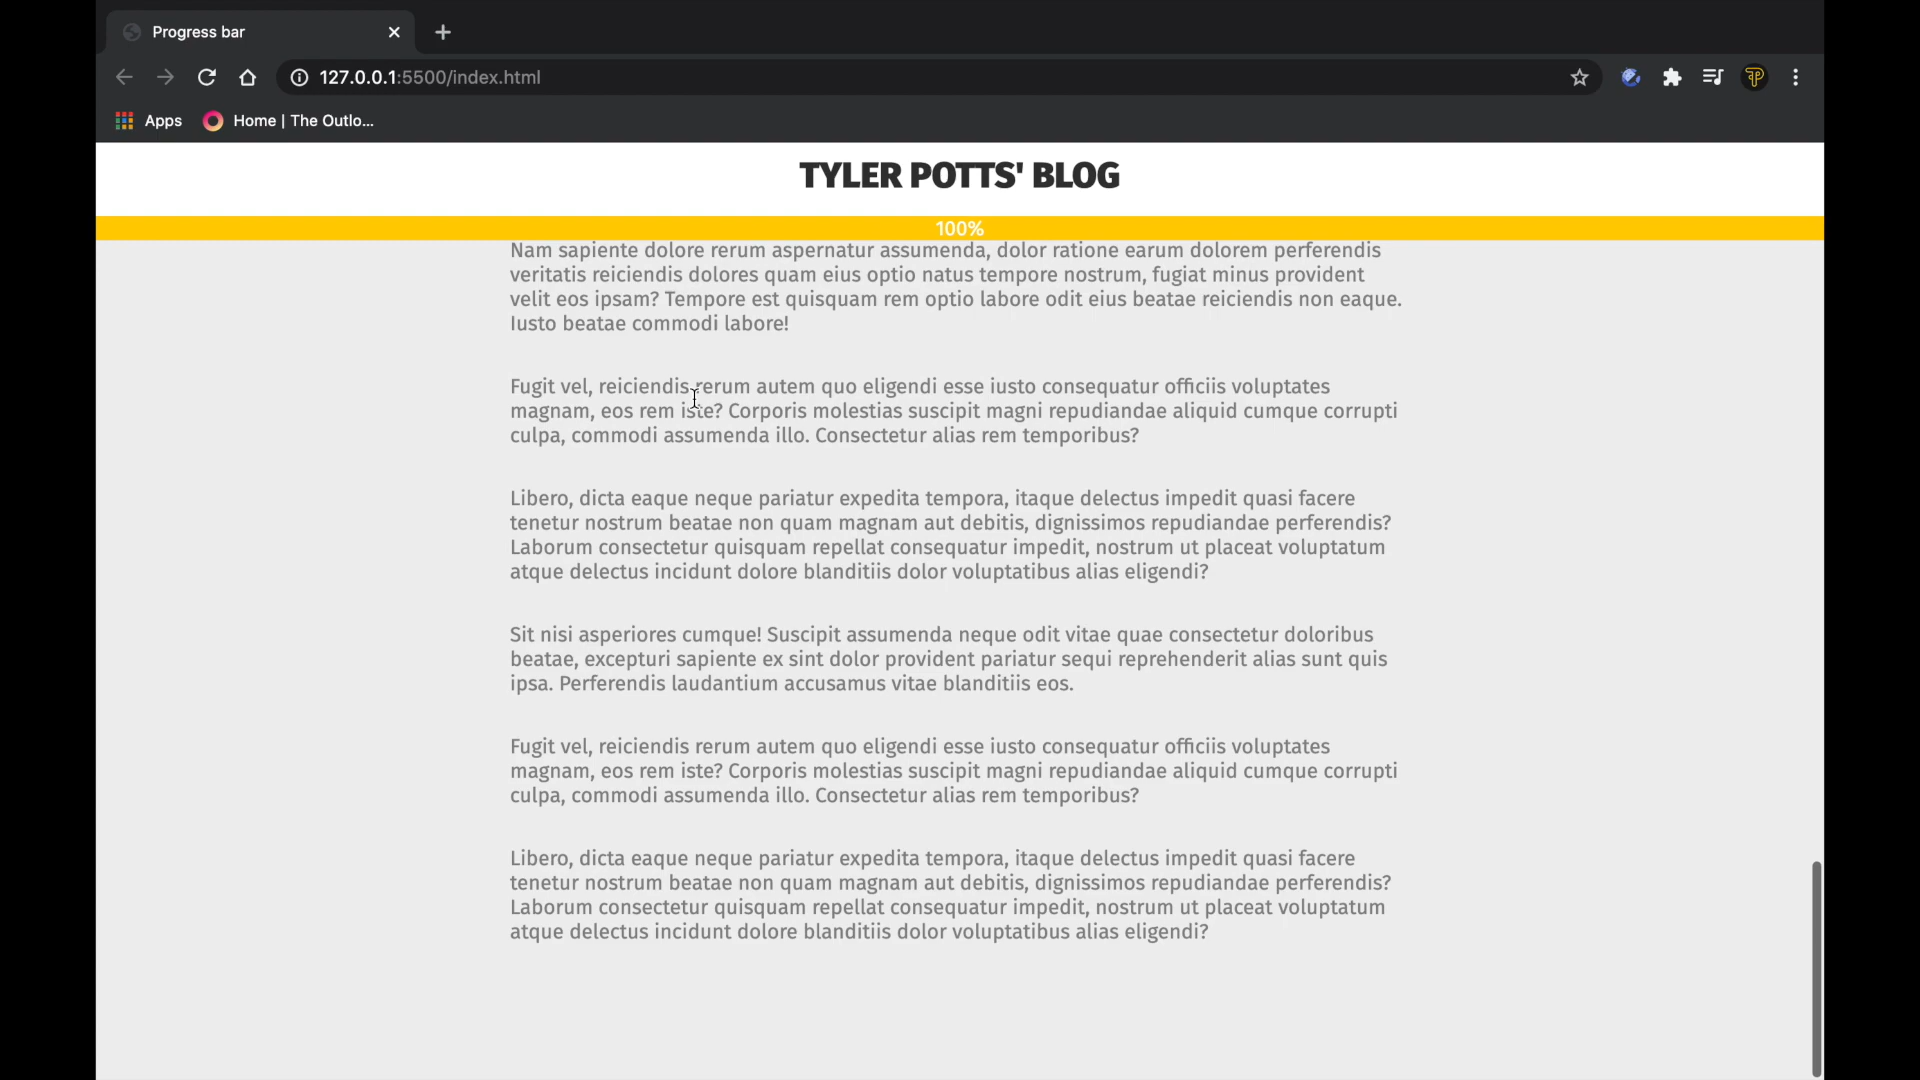 Progress bar
127.0.0.1:5500/index.html
Apps
Home | The Outlo...
TYLER POTTS' BLOG
100%
Nam sapiente dolore rerum aspernatur assumenda, dolor ratione earum dolorem perferendis
veritatis reiciendis dolores quam eius optio natus tempore nostrum, fugiat minus provident
velit eos ipsam? Tempore est quisquam rem optio labore odit eius beatae reiciendis non eaque.
Iusto beatae commodi labore!
Fugit vel, reiciendis rerum autem quo eligendi esse iusto consequatur officiis voluptates
magnam, eos rem iste? Corporis molestias suscipit magni repudiandae aliquid cumque corrupti
culpa, commodi assumenda illo. Consectetur alias rem temporibus?
Libero, dicta eaque neque pariatur expedita tempora, itaque delectus impedit quasi facere
tenetur nostrum beatae non quam magnam aut debitis, dignissimos repudiandae perferendis?
Laborum consectetur quisquam repellat consequatur impedit, nostrum ut placeat voluptatum
atque delectus incidunt dolore blanditiis dolor voluptatibus alias eligendi?
Sit nisi asperiores cumque! Suscipit assumenda neque odit vitae quae consectetur doloribus
beatae, excepturi sapiente ex sint dolor provident pariatur sequi reprehenderit alias sunt quis
ipsa. Perferendis laudantium accusamus vitae blanditiis eos.
Fugit vel, reiciendis rerum autem quo eligendi esse iusto consequatur officiis voluptates
magnam, eos rem iste? Corporis molestias suscipit magni repudiandae aliquid cumque corrupti
culpa, commodi assumenda illo. Consectetur alias rem temporibus?
Libero, dicta eaque neque pariatur expedita tempora, itaque delectus impedit quasi facere
tenetur nostrum beatae non quam magnam aut debitis, dignissimos repudiandae perferendis?
Laborum consectetur quisquam repellat consequatur impedit, nostrum ut placeat voluptatum
atque delectus incidunt dolore blanditiis dolor voluptatibus alias eligendi?